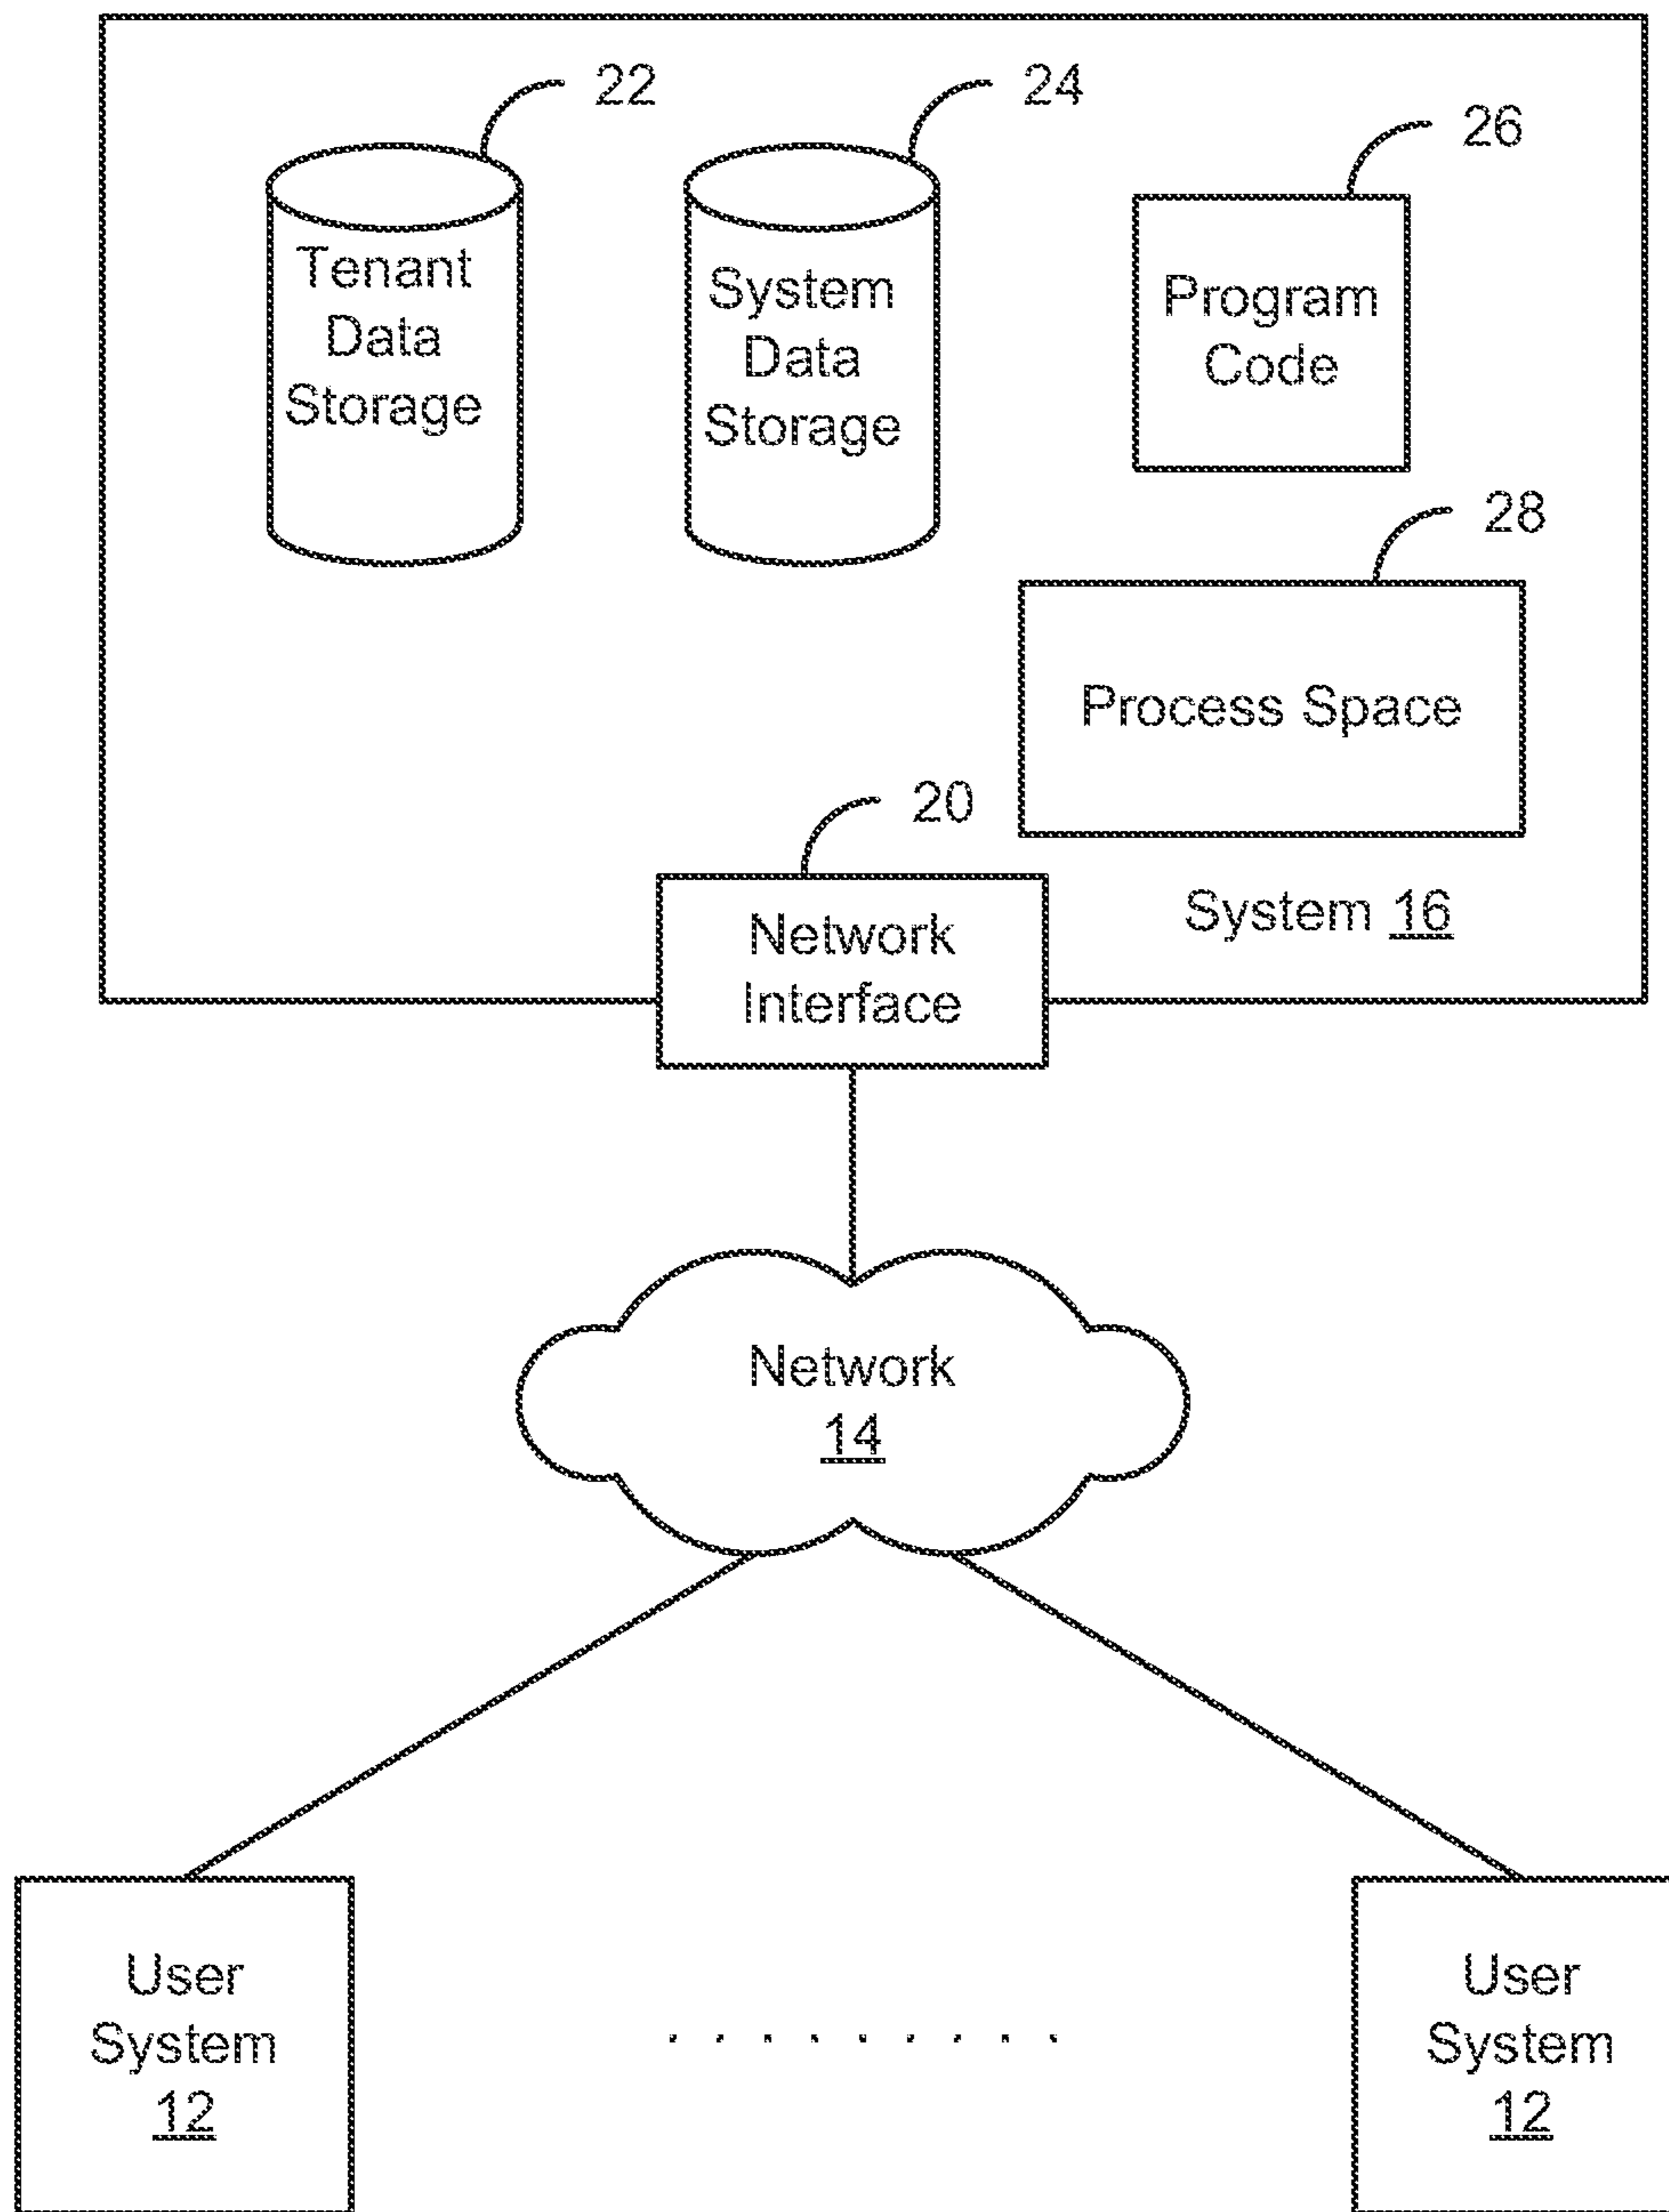 22
24
26
Tenant
Data
Storage
System
Data
Storage
Program
Code
28
Process Space
20
Network
Interface
System 16
Network
14
User
System
12
User
System
12